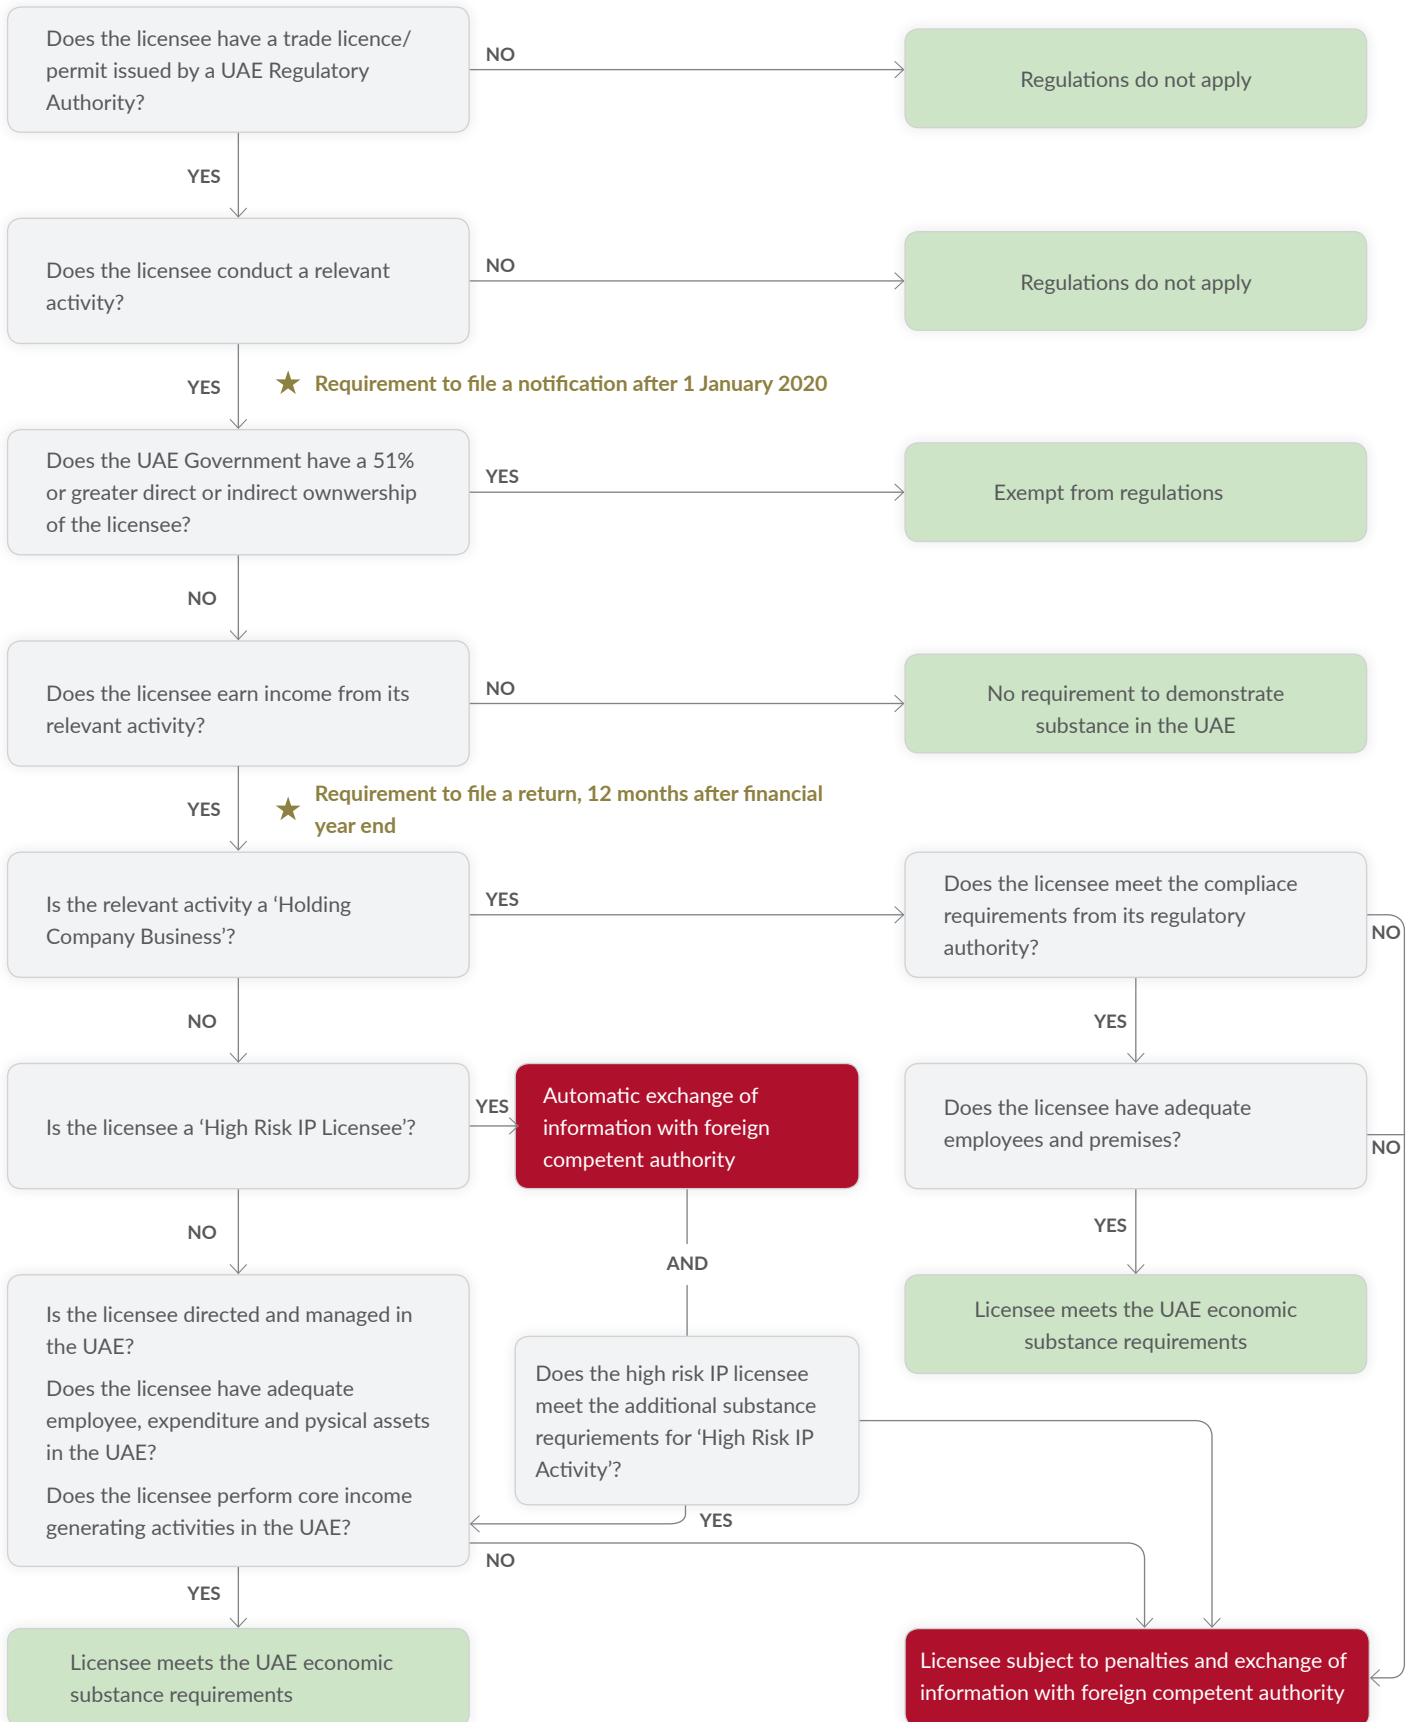 Does the licensee have a trade licence/
permit issued by a UAE Regulatory
Authority?
NO
Regulations do not apply
YES
Does the licensee conduct a relevant
activity?
NO
Regulations do not apply
YES
★ Requirement to file a notification after 1 January 2020
Does the UAE Government have a 51%
or greater direct or indirect ownwership
of the licensee?
YES
Exempt from regulations
NO
Does the licensee earn income from its
relevant activity?
NO
No requirement to demonstrate
substance in the UAE
YES
★ Requirement to file a return, 12 months after financial
year end
Is the relevant activity a ‘Holding
Company Business’?
YES
Does the licensee meet the compliace
requirements from its regulatory
authority?
NO
NO
YES
Is the licensee a ‘High Risk IP Licensee’?
YES
Automatic exchange of
information with foreign
competent authority
Does the licensee have adequate
employees and premises?
NO
NO
AND
YES
Licensee meets the UAE economic
substance requirements
Is the licensee directed and managed in
the UAE?
Does the licensee have adequate
employee, expenditure and pysical assets
in the UAE?
Does the licensee perform core income
generating activities in the UAE?
Does the high risk IP licensee
meet the additional substance
requriements for ‘High Risk IP
Activity’?
YES
NO
YES
Licensee meets the UAE economic
substance requirements
Licensee subject to penalties and exchange of
information with foreign competent authority